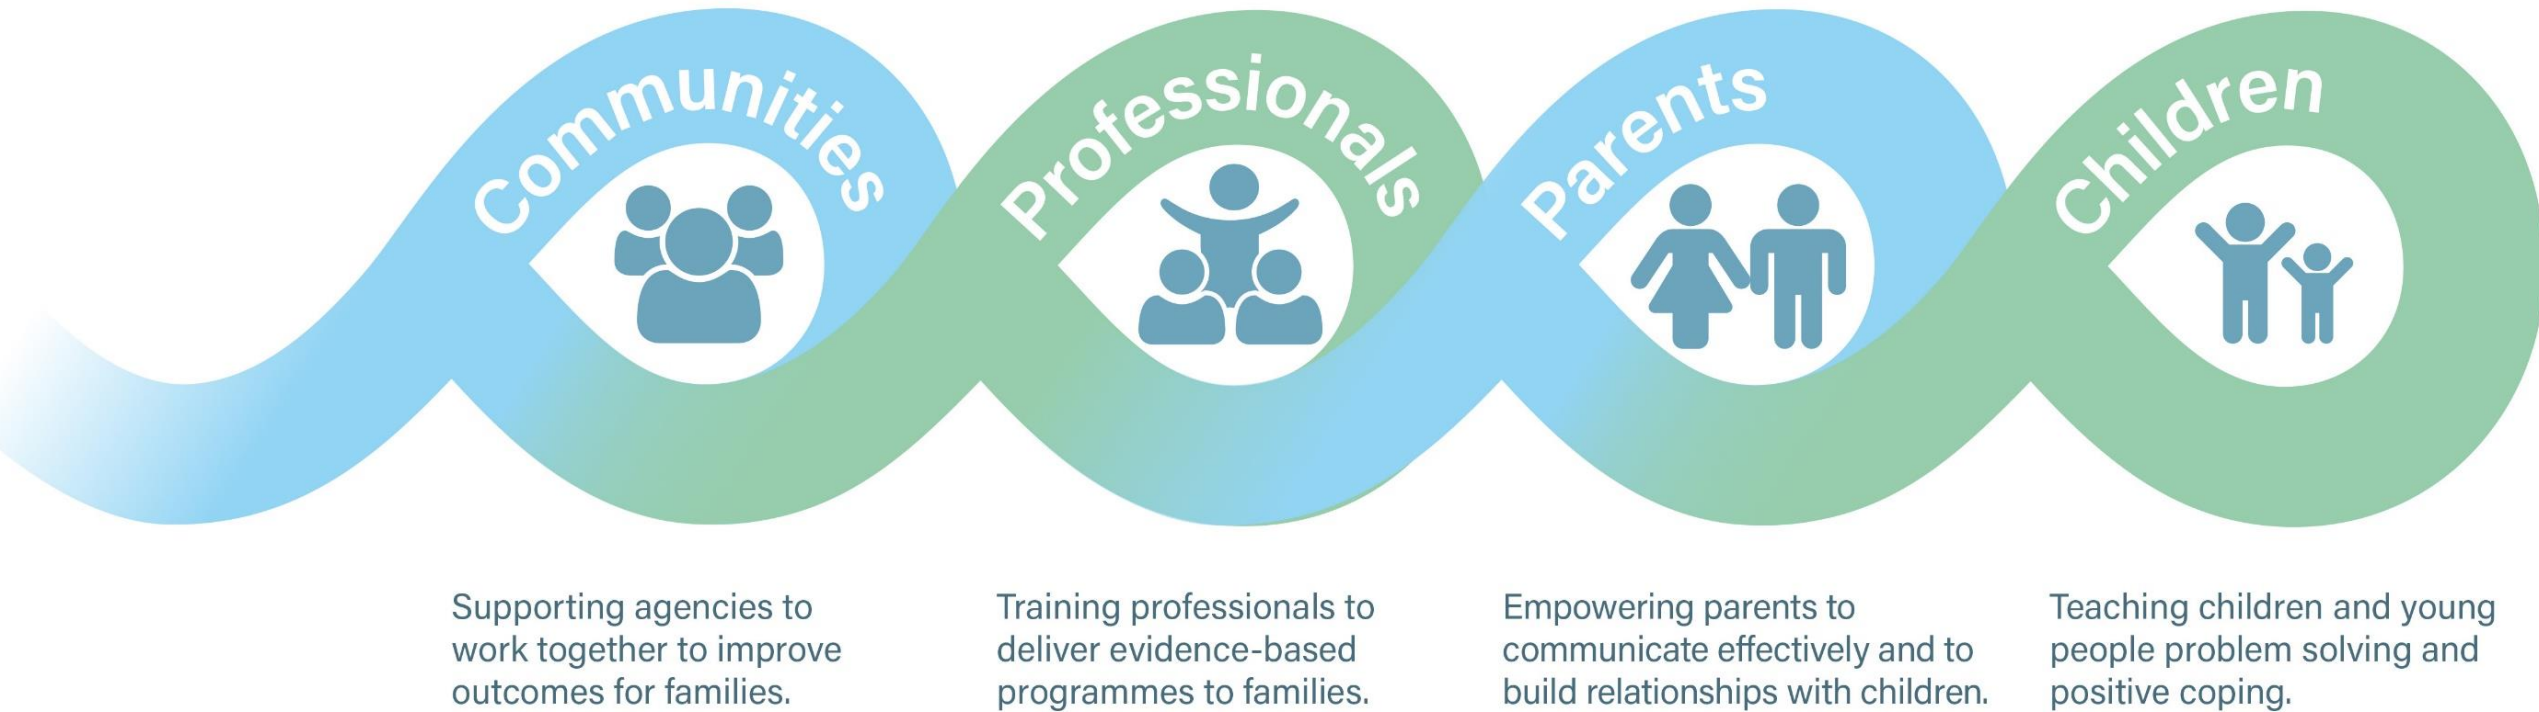 Communities
Professionals
Parents
Children
Supporting agencies to
work together to improve
outcomes for families.
Training professionals to
deliver evidence-based
programmes to families.
Empowering parents to
communicate effectively and to
build relationships with children.
Teaching children and young
people problem solving and
positive coping.